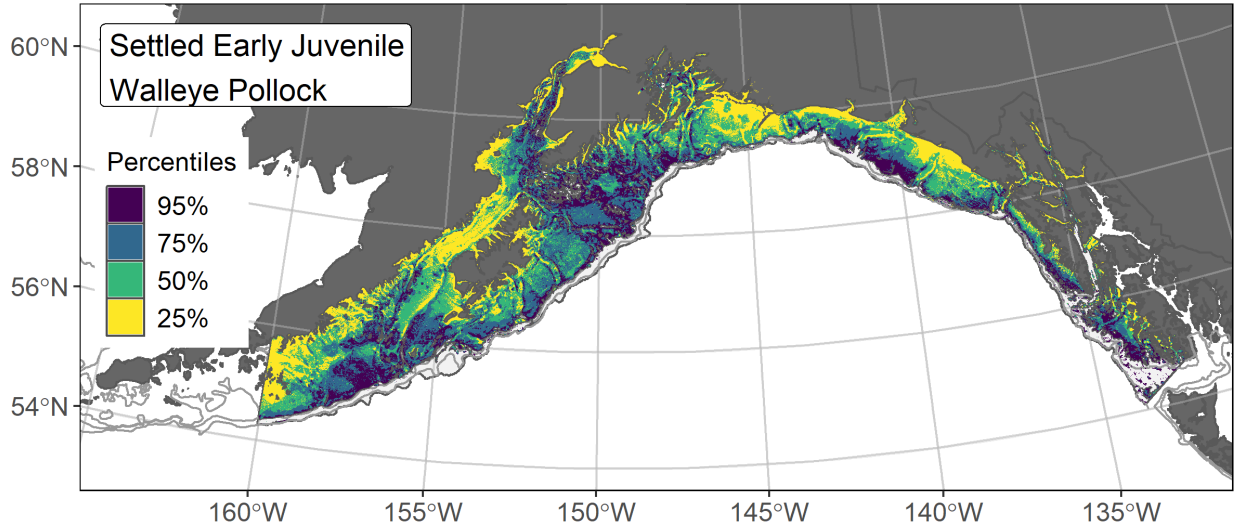 Settled Early Juvenile
Walleye Pollock
Percentiles
95%
75%
50%
25%
60°N
58°N
56°N
54°N
160°W
155°W
150°W
145°W
140°W
135°W